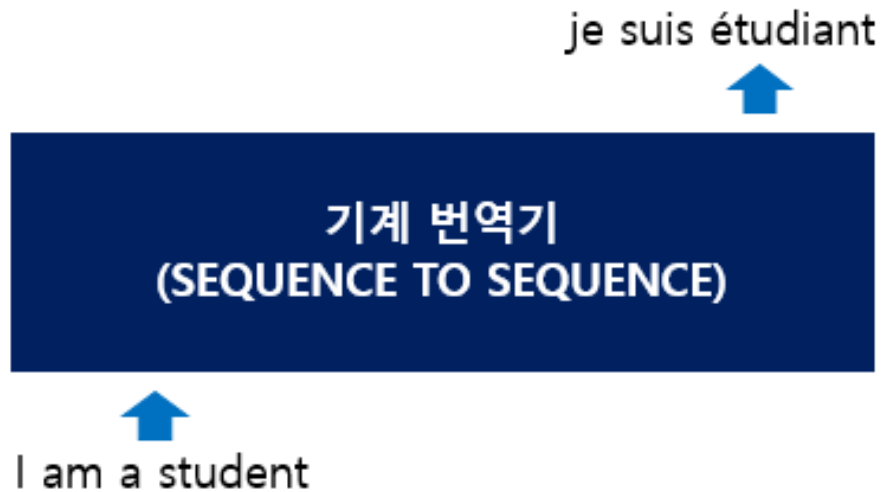 je suis étudiant
기계 번역기
(SEQUENCE TO SEQUENCE)
I am a student